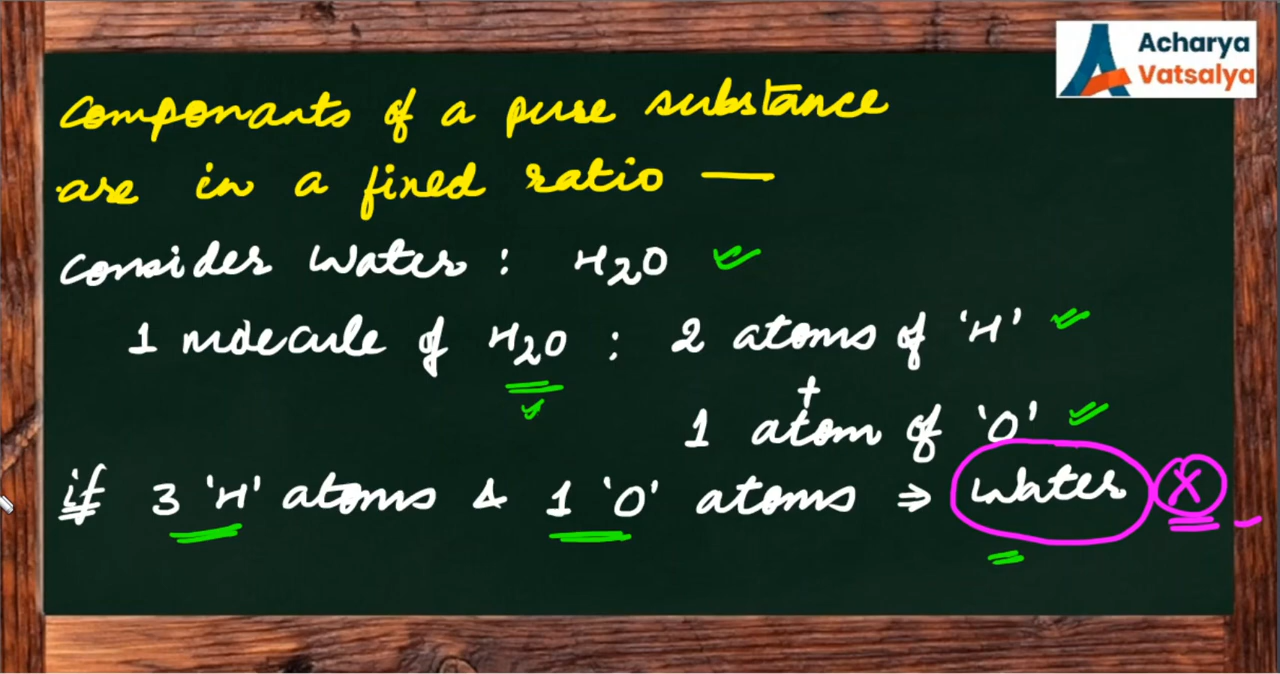 Acharya
Vatsalya
Componants of a pure substance
are in a fixed ratio —
Consider Water : H2O
1 molecule of H2O : 2 atoms of 'H'
+
1 atom of 'O'
if 3 'H' atoms & 1 'O' atoms ⇒ Water X